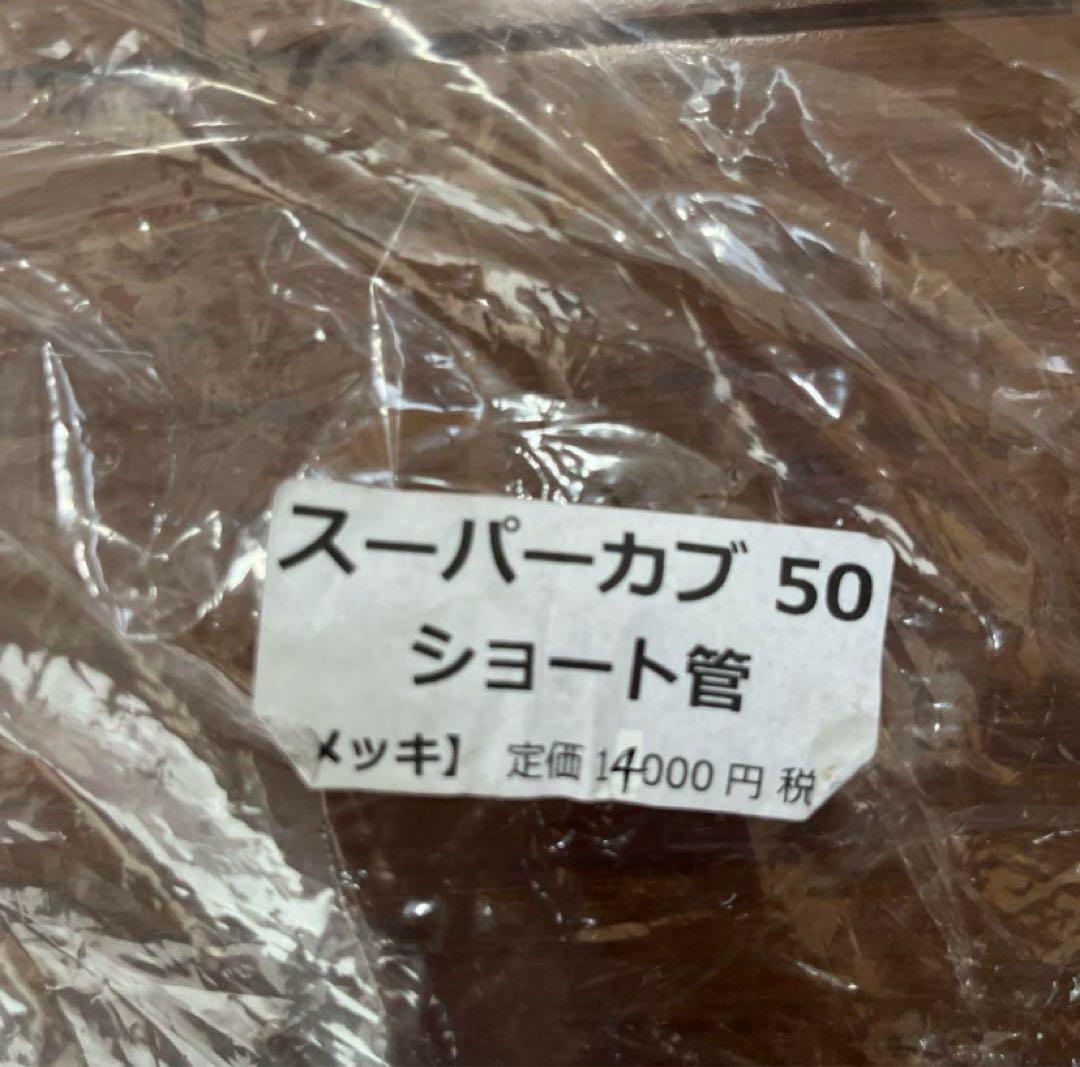 スーパーカブ 50
ショート管
メッキ】 定価 14000 円 税